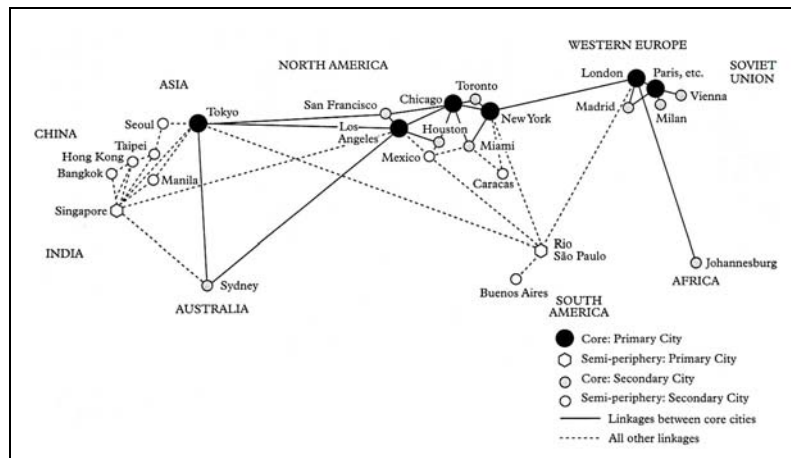 WESTERN EUROPE
SOVIET
UNION
NORTH AMERICA
ASIA
CHINA
London
Paris, etc.
Vienna
Madrid
Milan
Toronto
Chicago
San Francisco
New York
Tokyo
Seoul
Los
Angeles
Houston
Miami
Taipei
Hong Kong
Mexico
Bangkok
Manila
Caracas
Singapore
INDIA
Rio
São Paulo
Johannesburg
AFRICA
Sydney
Buenos Aires
AUSTRALIA
SOUTH
AMERICA
Core: Primary City
Semi-periphery: Primary City
Core: Secondary City
Semi-periphery: Secondary City
Linkages between core cities
All other linkages